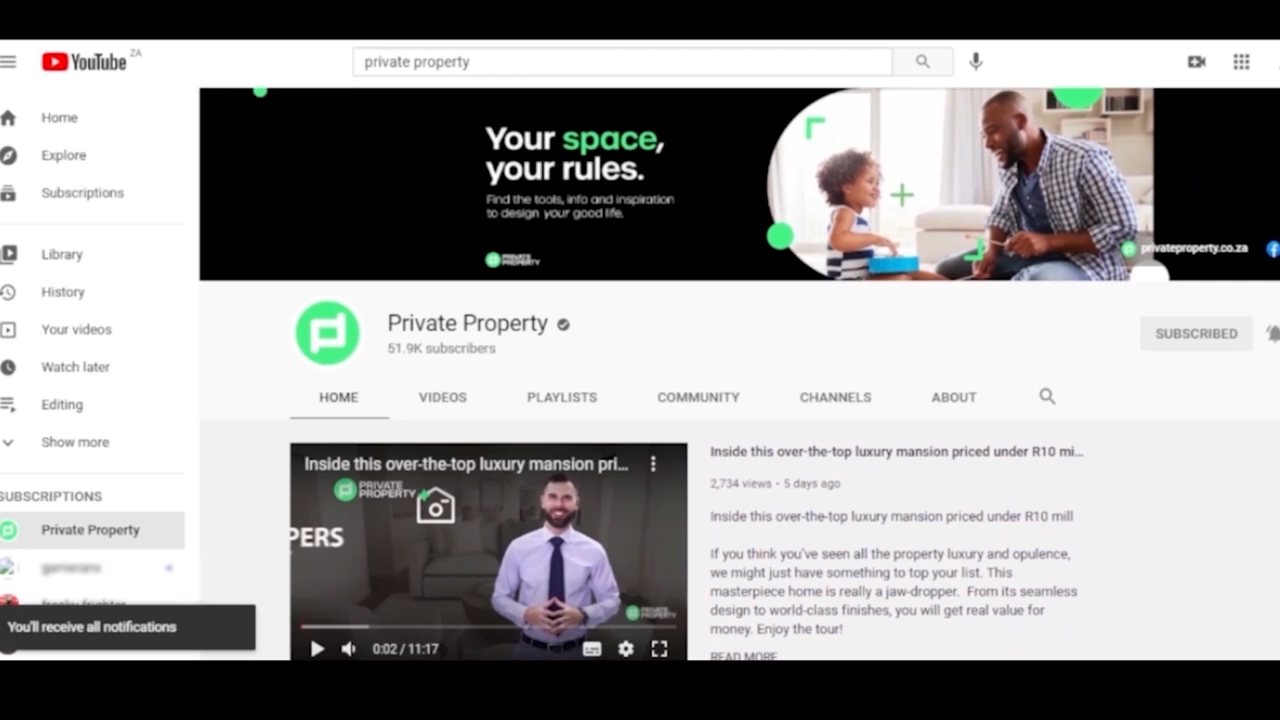 YouTube ZA
private property
Home
Explore
Subscriptions
Library
History
Your videos
Watch later
Editing
Show more
SUBSCRIPTIONS
Private Property
You'll receive all notifications
Your space,
your rules.
Find the tools, info and inspiration
to design your good life.
PRIVATE
PROPERTY
privateproperty.co.za
Private Property
51.9K subscribers
SUBSCRIBED
HOME VIDEOS PLAYLISTS COMMUNITY CHANNELS ABOUT
Inside this over-the-top luxury mansion pri...
PRIVATE
PROPERTY
PERS
PRIVATE
PROPERTY
0:02 / 11:17
Inside this over-the-top luxury mansion priced under R10 mi...
2,734 views • 5 days ago
Inside this over-the-top luxury mansion priced under R10 mill
If you think you've seen all the property luxury and opulence,
we might just have something to top your list. This
masterpiece home is really a jaw-dropper. From its seamless
design to world-class finishes, you will get real value for
money. Enjoy the tour!
READ MORE